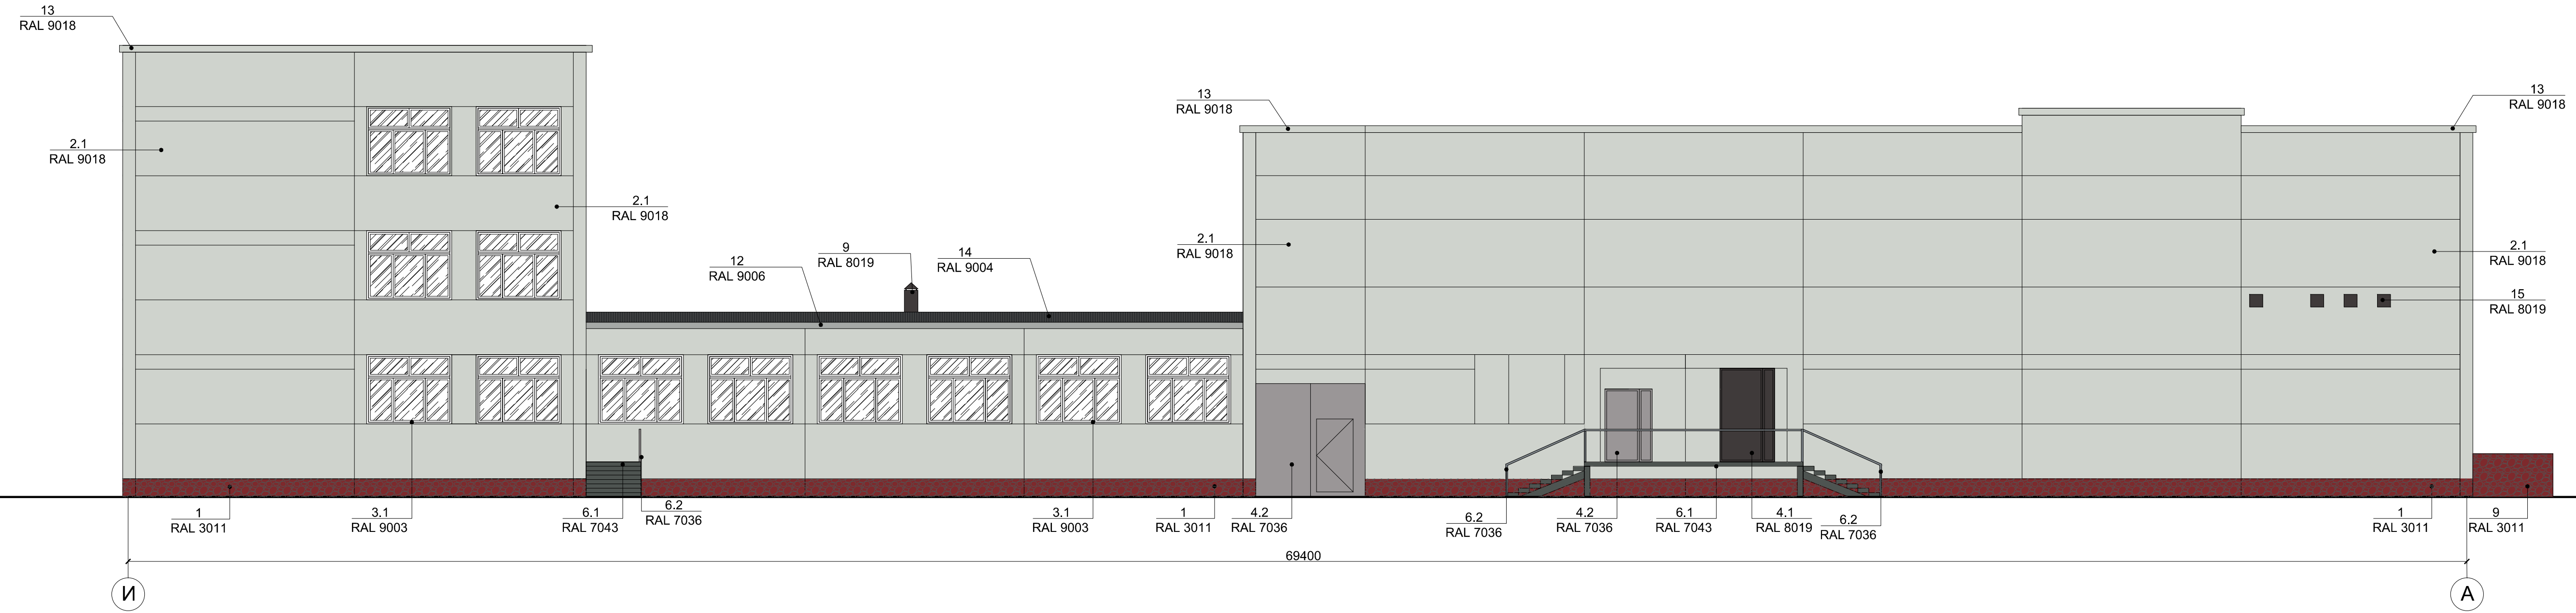 13
RAL 9018
13
RAL 9018
13
RAL 9018
2.1
RAL 9018
2.1
RAL 9018
2.1
RAL 9018
2.1
RAL 9018
9
RAL 8019
14
RAL 9004
12
RAL 9006
15
RAL 8019
1
RAL 3011
3.1
RAL 9003
6.1
RAL 7043
6.2
RAL 7036
3.1
RAL 9003
1
RAL 3011
4.2
RAL 7036
6.2
RAL 7036
4.2
RAL 7036
6.1
RAL 7043
4.1
RAL 8019
6.2
RAL 7036
1
RAL 3011
9
RAL 3011
69400
И
А